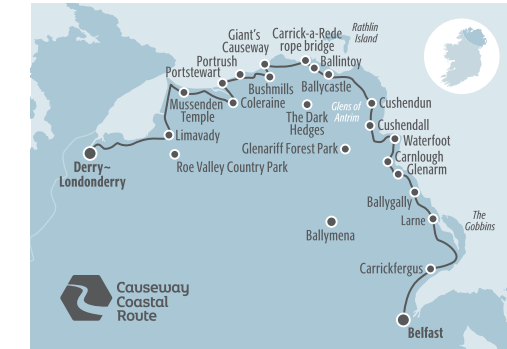 Giant's
Causeway
Carrick-a-Rede
rope bridge
Rathlin
Island
Portrush
Ballintoy
Portstewart
Bushmills
Ballycastle
Mussenden
Temple
Coleraine
The Dark
Hedges
Glens of
Antrim
Cushendun
Limavady
Cushendall
Waterfoot
Glenariff Forest Park
Derry~
Londonderry
Roe Valley Country Park
Carnlough
Glenarm
Ballygally
Larne
The
Gobbins
Ballymena
Carrickfergus
Causeway
Coastal
Route
Belfast